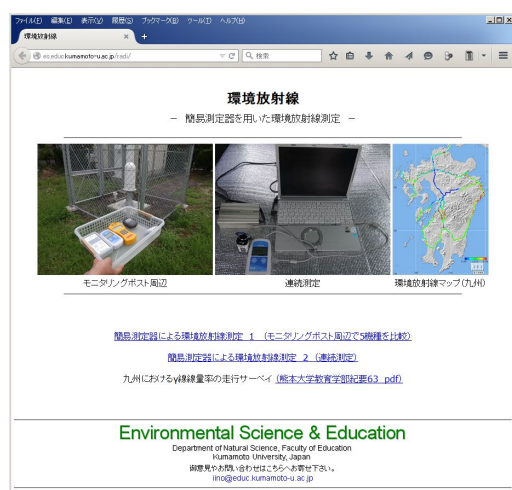 ファイル(F) 編集(E) 表示(V) 履歴(S) ブックマーク(B) ツール(T) ヘルプ(H)
環境放射線
es.educ.kumamoto-u.ac.jp/radi/
検索
環境放射線
－ 簡易測定器を用いた環境放射線測定 －
モニタリングポスト周辺 連続測定 環境放射線マップ(九州)
簡易測定器による環境放射線測定 1 (モニタリングポスト周辺で5機種を比較)
簡易測定器による環境放射線測定 2 (連続測定)
九州におけるγ線線量率の走行サーベイ (熊本大学教育学部紀要63 pdf)
Environmental Science & Education
Department of Natural Science, Faculty of Education
Kumamoto University, Japan
御意見やお問い合わせはこちらへお寄せ下さい。
iino@educ.kumamoto-u.ac.jp